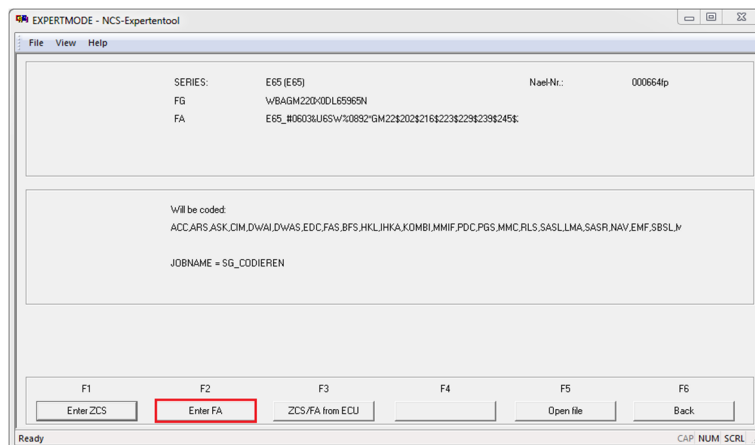 EXPERTMODE - NCS-Expertentool
File View Help
SERIES: E65 (E65) Nael-Nr.: 000664fp
FG WBAGM220X0DL65965N
FA E65_#0603&U6SW%0892*GM22$202$216$223$229$239$245$:
Will be coded:
ACC,ARS,ASK,CIM,DWAI,DWAS,EDC,FAS,BFS,HKL,IHKA,KOMBI,MMIF,PDC,PGS,MMC,RLS,SASL,LMA,SASR,NAV,EMF,SBSL,M
JOBNAME = SG_CODIEREN
F1 F2 F3 F4 F5 F6
Enter ZCS Enter FA ZCS/FA from ECU Open file Back
Ready CAP NUM SCRL